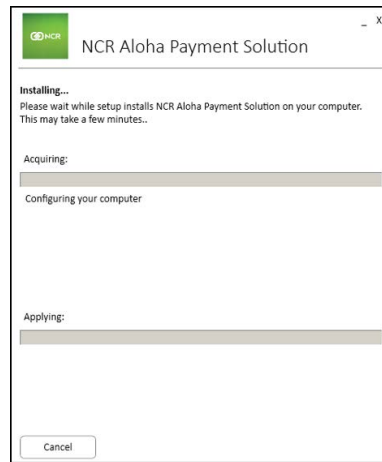 NCR
NCR Aloha Payment Solution
_ X
Installing...
Please wait while setup installs NCR Aloha Payment Solution on your computer.
This may take a few minutes..
Acquiring:
Configuring your computer
Applying:
Cancel